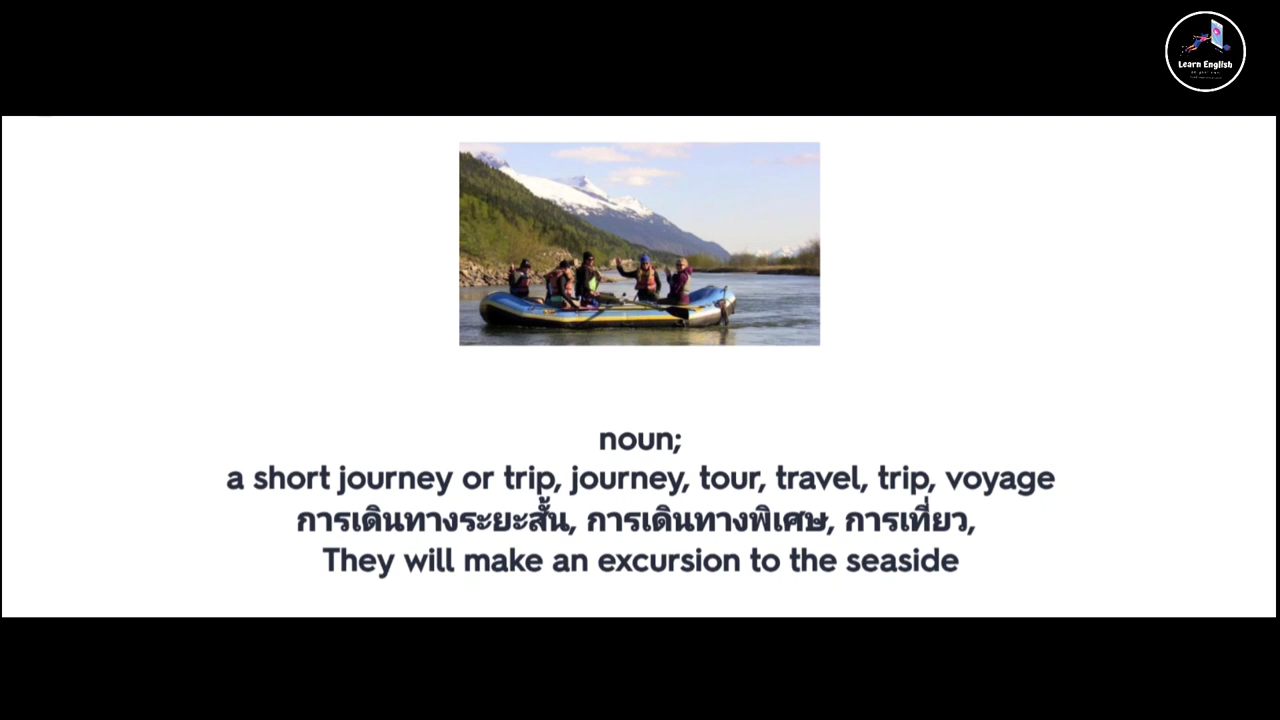 Learn English
noun;
a short journey or trip, journey, tour, travel, trip, voyage
การเดินทางระยะสั้น, การเดินทางพิเศษ, การเที่ยว,
They will make an excursion to the seaside